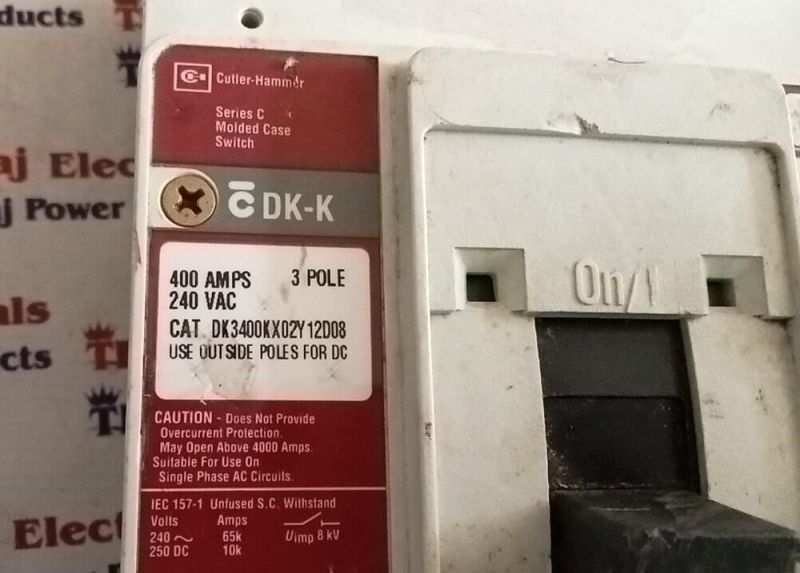 ducts
aj Elec
j Power
als
cts
Elect
Cutler-Hammer
Series C
Molded Case
Switch
C DK-K
400 AMPS 3 POLE
240 VAC
CAT DK3400KX02Y12D08
USE OUTSIDE POLES FOR DC
CAUTION - Does Not Provide
Overcurrent Protection.
May Open Above 4000 Amps.
Suitable For Use On
Single Phase AC Circuits.
IEC 157-1 Unfused S.C. Withstand
Volts Amps
240 ~ 65k
250 DC 10k
Uimp 8 kV
On/I